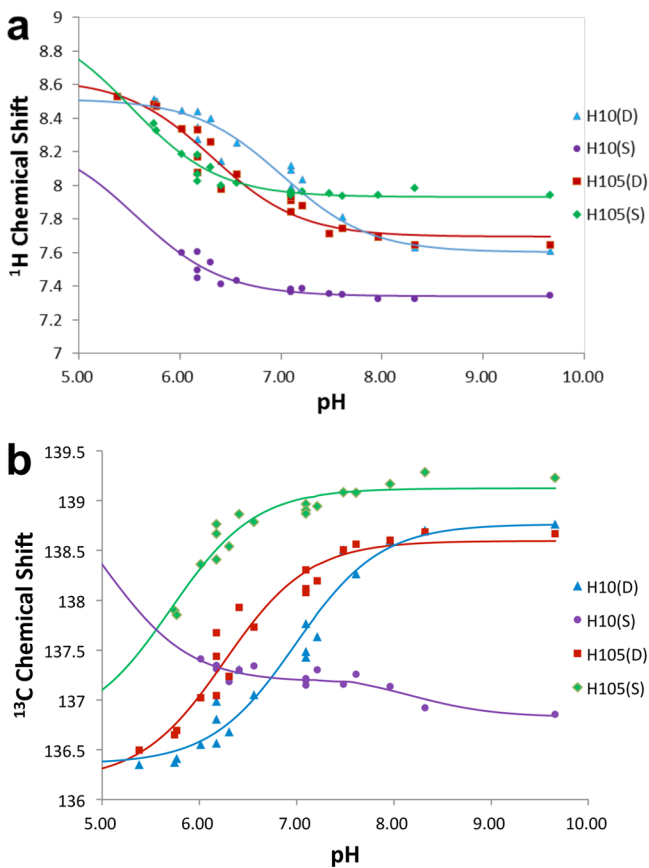 a
¹H Chemical Shift
9
8.8
8.6
8.4
8.2
8
7.8
7.6
7.4
7.2
7
5.00 6.00 7.00 8.00 9.00 10.00
pH
H10(D)
H10(S)
H105(D)
H105(S)
b
¹³C Chemical Shift
139.5
139
138.5
138
137.5
137
136.5
136
5.00 6.00 7.00 8.00 9.00 10.00
pH
H10(D)
H10(S)
H105(D)
H105(S)